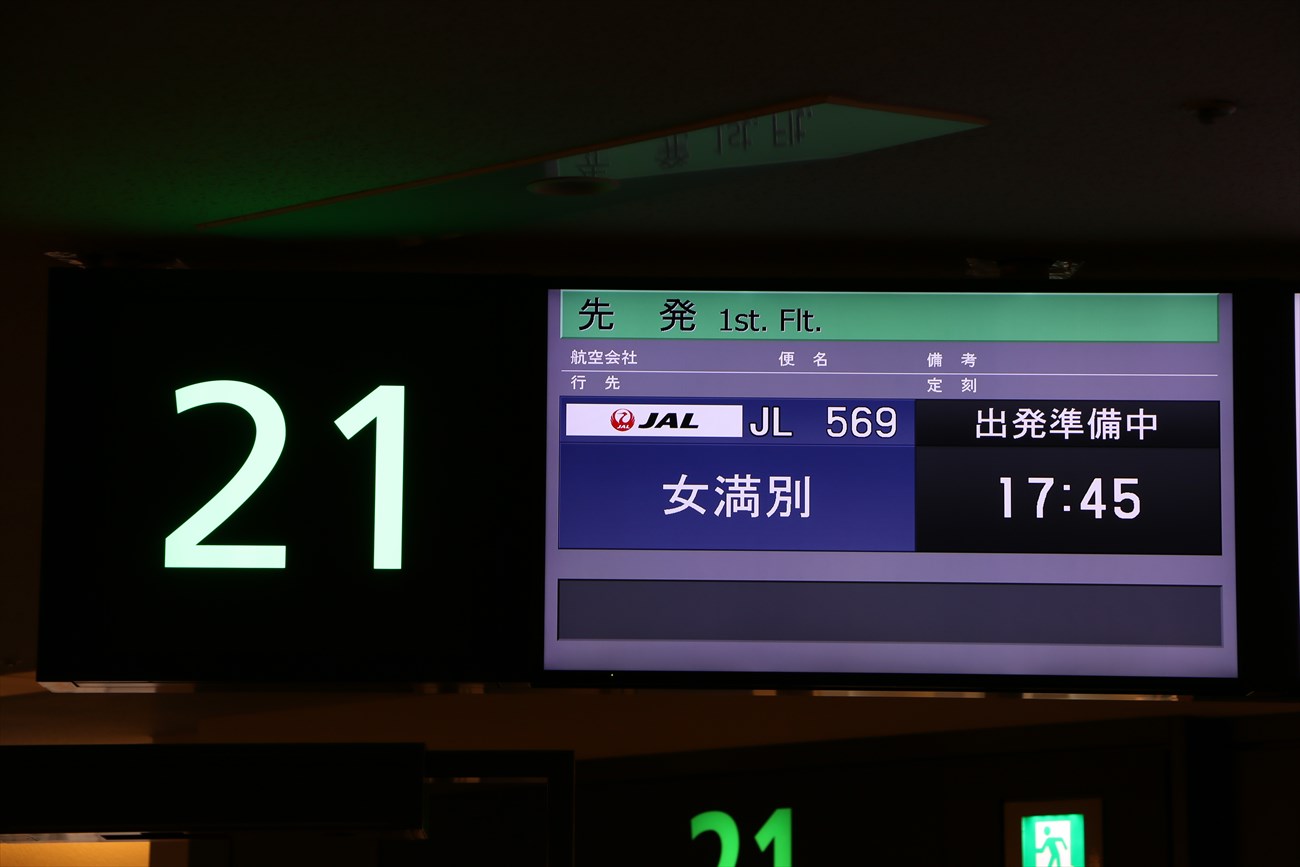 先 発 1st. Flt.
航空会社 便 名 備 考
行 先 定 刻
JAL JL 569 出発準備中
女満別 17:45
21
21